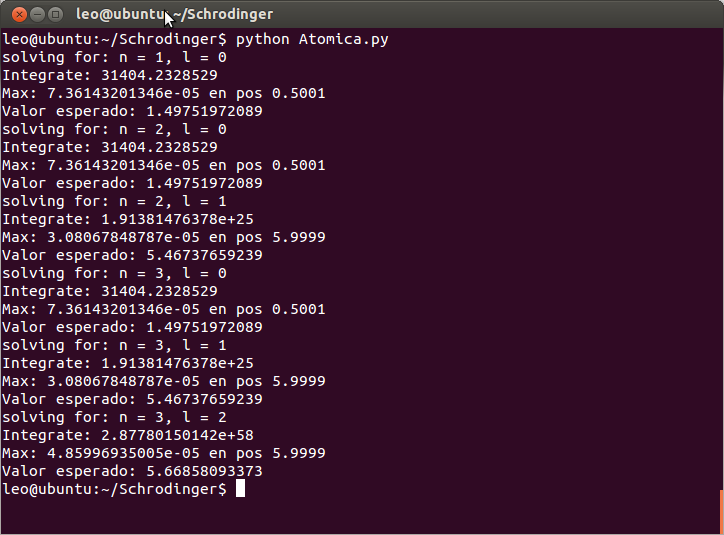 leo@ubuntu:~/Schrodinger
leo@ubuntu:~/Schrodinger$ python Atomica.py
solving for: n = 1, l = 0
Integrate: 31404.2328529
Max: 7.36143201346e-05 en pos 0.5001
Valor esperado: 1.49751972089
solving for: n = 2, l = 0
Integrate: 31404.2328529
Max: 7.36143201346e-05 en pos 0.5001
Valor esperado: 1.49751972089
solving for: n = 2, l = 1
Integrate: 1.91381476378e+25
Max: 3.08067848787e-05 en pos 5.9999
Valor esperado: 5.46737659239
solving for: n = 3, l = 0
Integrate: 31404.2328529
Max: 7.36143201346e-05 en pos 0.5001
Valor esperado: 1.49751972089
solving for: n = 3, l = 1
Integrate: 1.91381476378e+25
Max: 3.08067848787e-05 en pos 5.9999
Valor esperado: 5.46737659239
solving for: n = 3, l = 2
Integrate: 2.87780150142e+58
Max: 4.85996935005e-05 en pos 5.9999
Valor esperado: 5.66858093373
leo@ubuntu:~/Schrodinger$